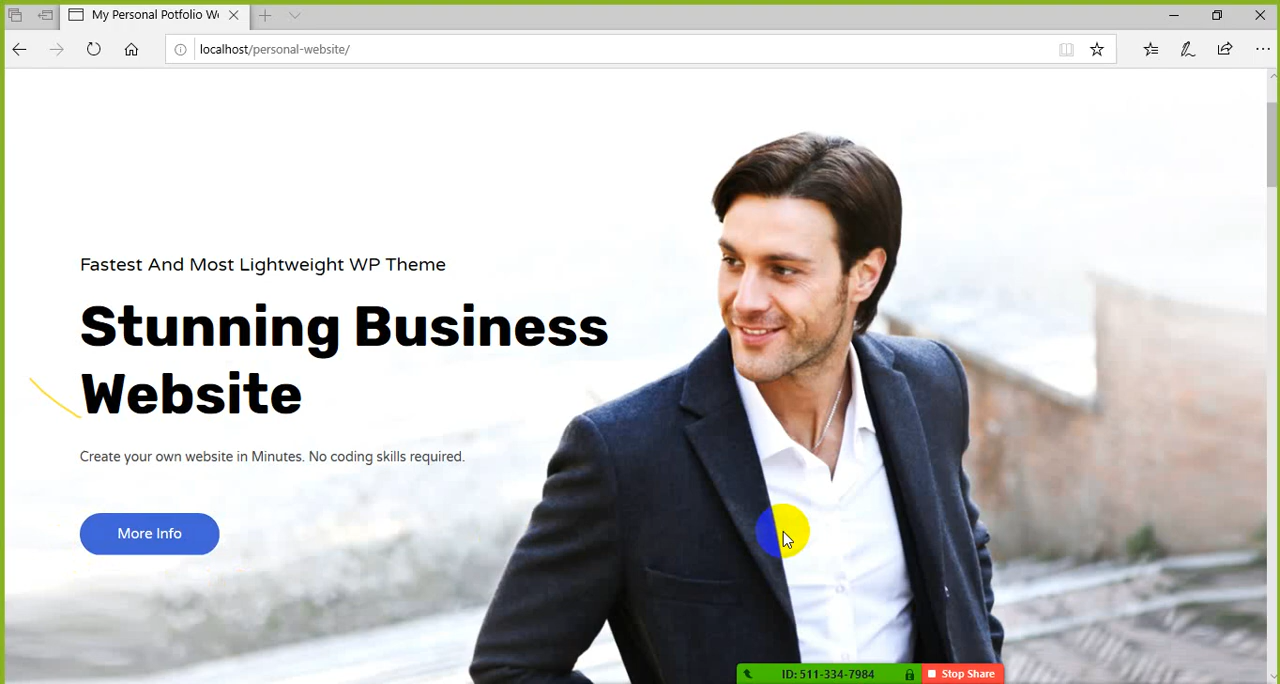 My Personal Potfolio We
localhost/personal-website/
Fastest And Most Lightweight WP Theme
Stunning Business
Website
Create your own website in Minutes. No coding skills required.
More Info
ID: 511-334-7984
Stop Share